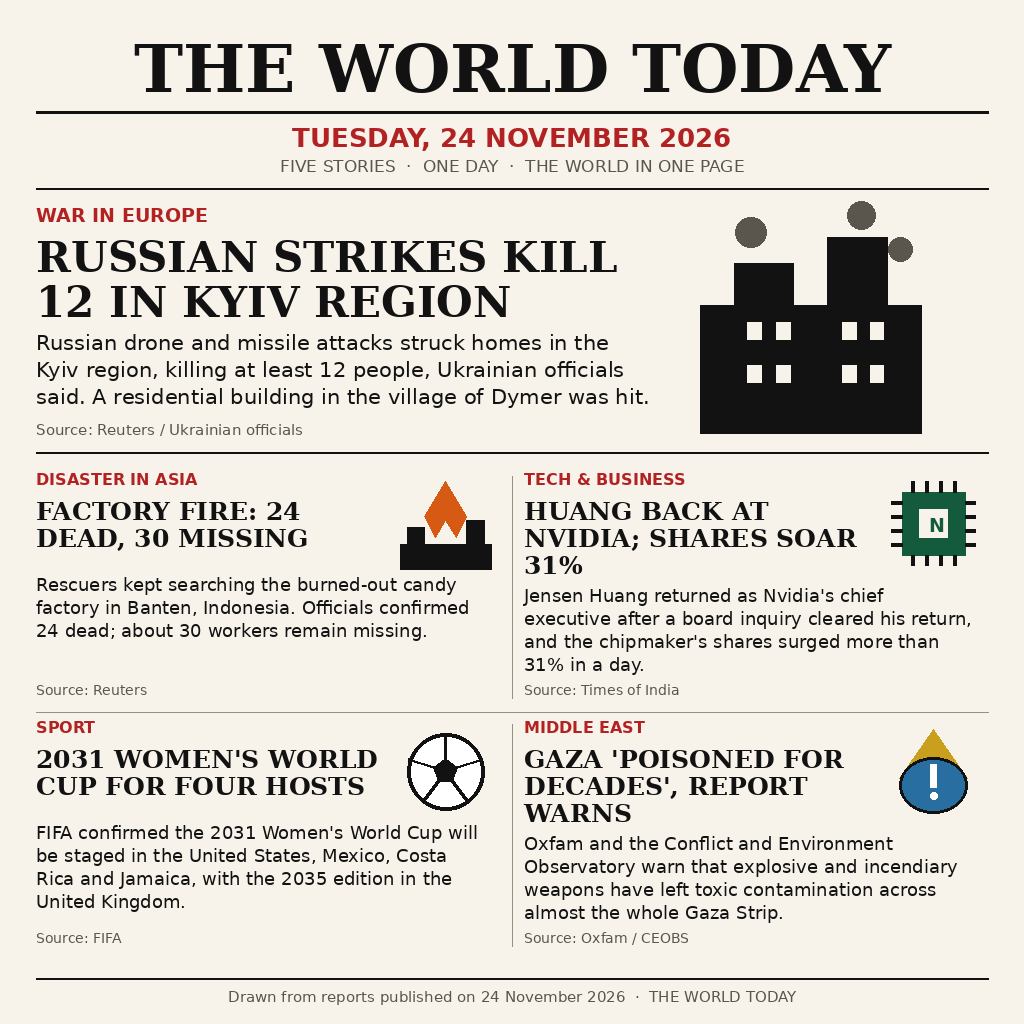 THE WORLD TODAY
TUESDAY, 24 NOVEMBER 2026
FIVE STORIES · ONE DAY · THE WORLD IN ONE PAGE
WAR IN EUROPE
RUSSIAN STRIKES KILL
12 IN KYIV REGION
Russian drone and missile attacks struck homes in the
Kyiv region, killing at least 12 people, Ukrainian officials
said. A residential building in the village of Dymer was hit.
Source: Reuters / Ukrainian officials
DISASTER IN ASIA
FACTORY FIRE: 24
DEAD, 30 MISSING
Rescuers kept searching the burned-out candy
factory in Banten, Indonesia. Officials confirmed
24 dead; about 30 workers remain missing.
Source: Reuters
TECH & BUSINESS
HUANG BACK AT
NVIDIA; SHARES SOAR
31%
N
Jensen Huang returned as Nvidia's chief
executive after a board inquiry cleared his return,
and the chipmaker's shares surged more than
31% in a day.
Source: Times of India
SPORT
2031 WOMEN'S WORLD
CUP FOR FOUR HOSTS
FIFA confirmed the 2031 Women's World Cup will
be staged in the United States, Mexico, Costa
Rica and Jamaica, with the 2035 edition in the
United Kingdom.
Source: FIFA
MIDDLE EAST
GAZA 'POISONED FOR
DECADES', REPORT
WARNS
!
Oxfam and the Conflict and Environment
Observatory warn that explosive and incendiary
weapons have left toxic contamination across
almost the whole Gaza Strip.
Source: Oxfam / CEOBS
Drawn from reports published on 24 November 2026 · THE WORLD TODAY